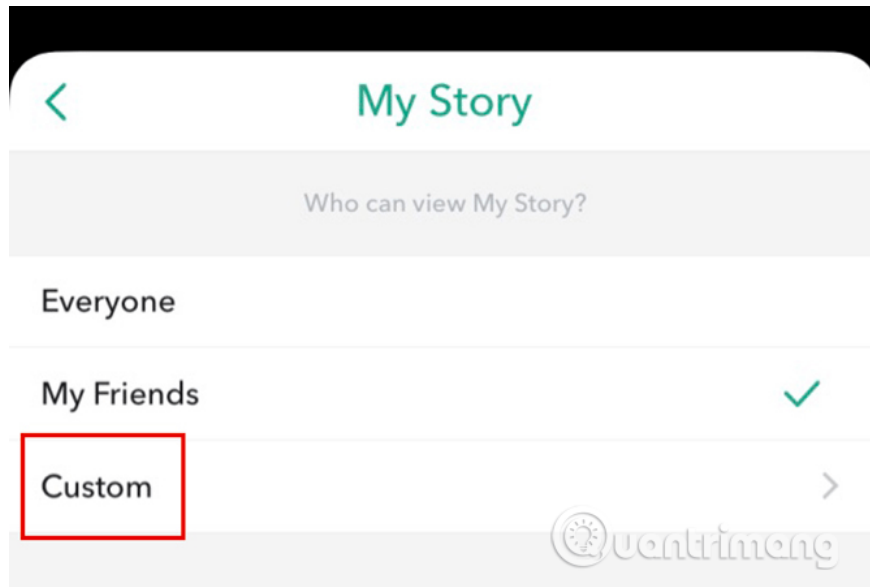 My Story
Who can view My Story?
Everyone
My Friends
Custom
Quantrimang